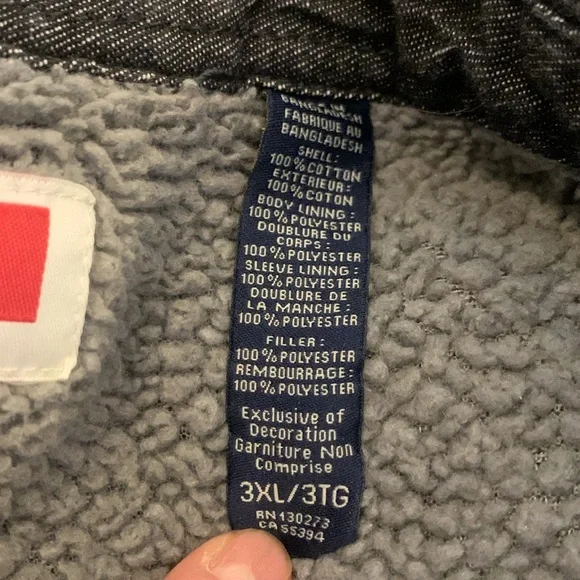 BANGLADESH
FABRIQUE AU
BANGLADESH
SHELL:
100% COTTON
EXTERIEUR:
100% COTON
BODY LINING:
100% POLYESTER
DOUBLURE DU
CORPS:
100% POLYESTER
SLEEVE LINING:
100% POLYESTER
DOUBLURE DE
LA MANCHE:
100% POLYESTER
FILLER:
100% POLYESTER
REMBOURRAGE:
100% POLYESTER
Exclusive of
Decoration
Garniture Non
Comprise
3XL/3TG
RN130273
CA55394